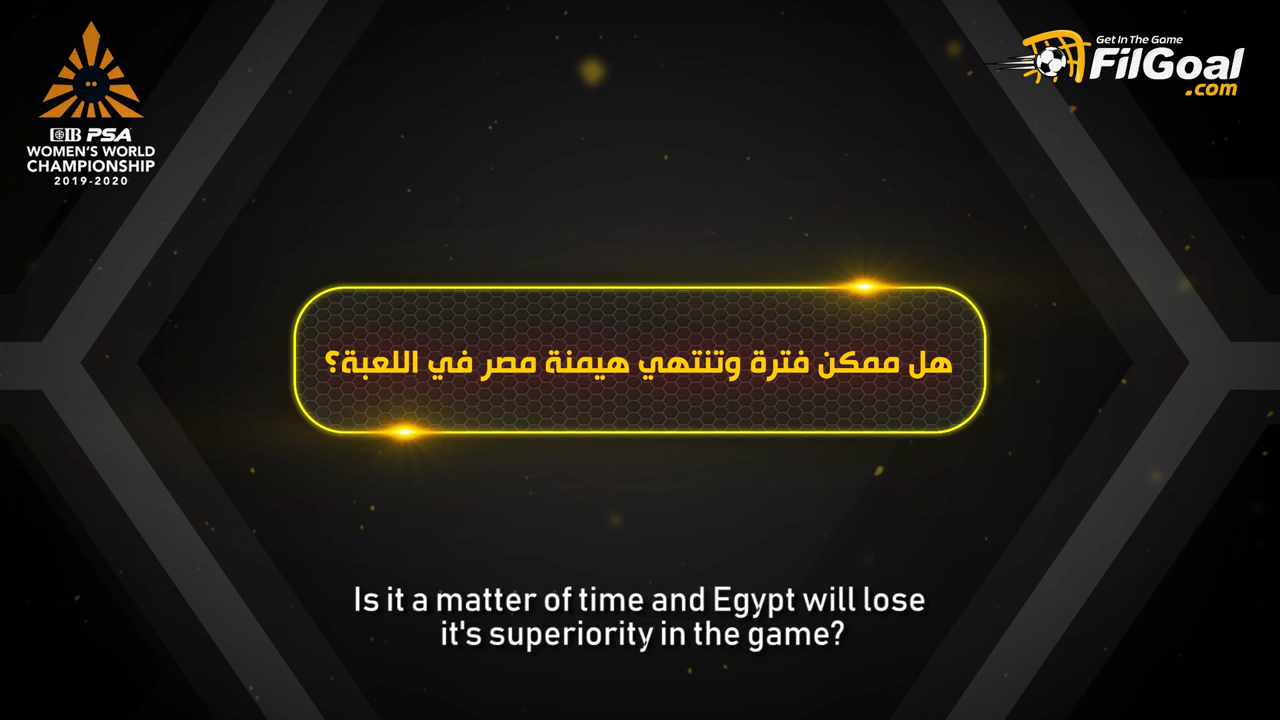 CIB PSA
WOMEN'S WORLD
CHAMPIONSHIP
2019-2020
Get In The Game
FilGoal
.com
هل ممكن فترة وتنتهي هيمنة مصر في اللعبة؟
Is it a matter of time and Egypt will lose
it's superiority in the game?